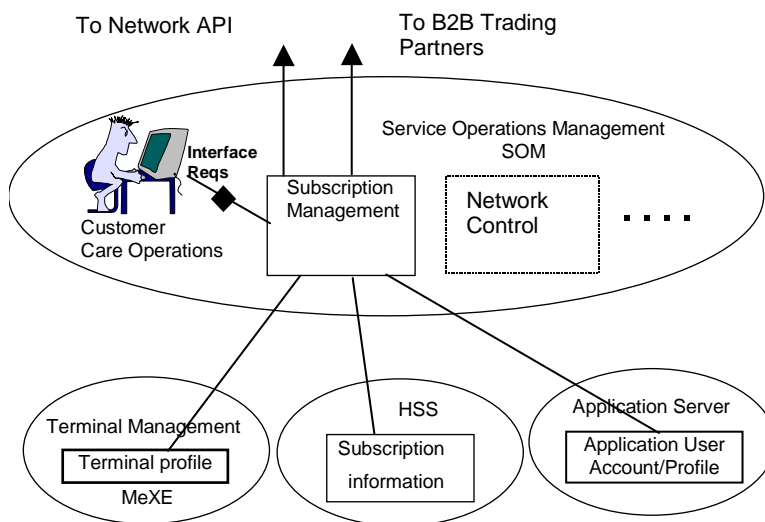 To Network API
To B2B Trading
Partners
Service Operations Management
SOM
Interface
Reqs
Subscription
Management
Network
Control
Customer
Care Operations
Terminal Management
Terminal profile
MeXE
HSS
Subscription
information
Application Server
Application User
Account/Profile